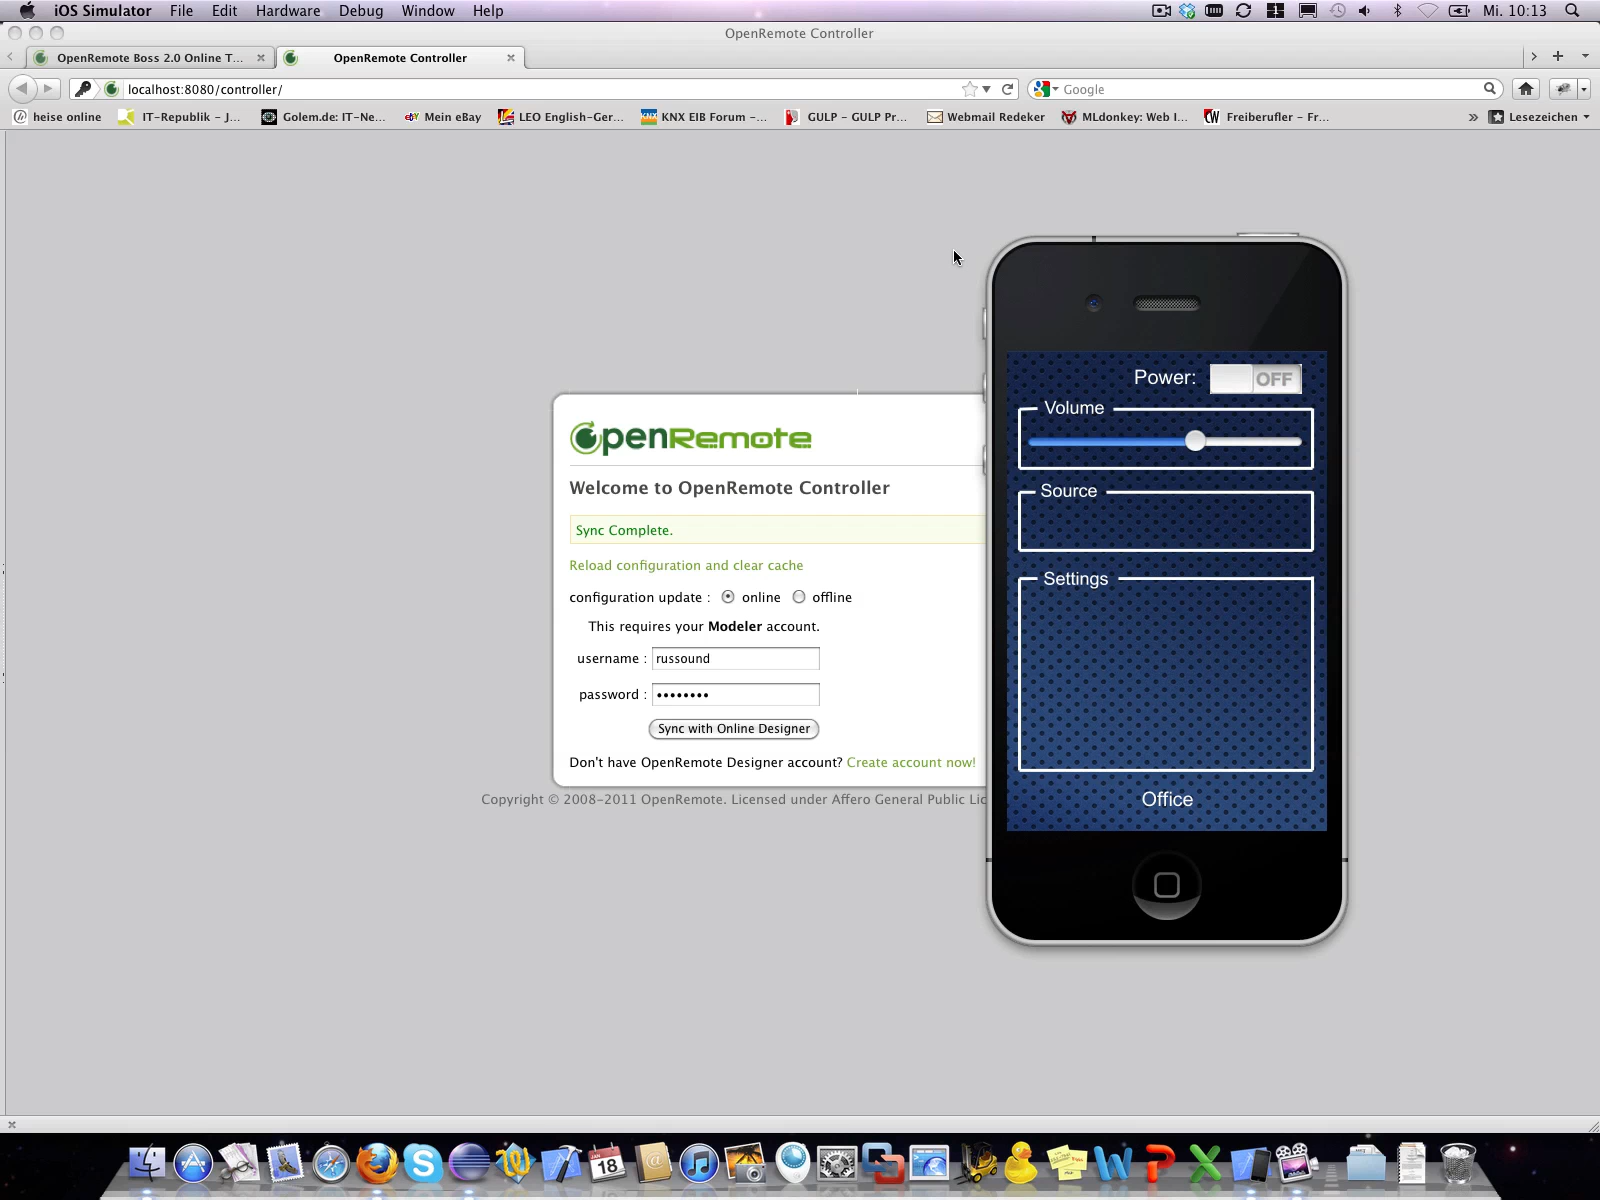 iOS Simulator File Edit Hardware Debug Window Help
Mi. 10:13
OpenRemote Controller
OpenRemote Boss 2.0 Online T...
OpenRemote Controller
localhost:8080/controller/
Google
heise online
IT-Republik - J...
Golem.de: IT-Ne...
Mein eBay
LEO English-Ger...
KNX EIB Forum -...
GULP - GULP Pr...
Webmail Redeker
MLdonkey: Web I...
Freiberufler - Fr...
»
Lesezeichen
OpenRemote
Welcome to OpenRemote Controller
Sync Complete.
Reload configuration and clear cache
configuration update : online offline
This requires your Modeler account.
username : russound
password : ••••••••
Sync with Online Designer
Don't have OpenRemote Designer account? Create account now!
Copyright © 2008-2011 OpenRemote. Licensed under Affero General Public Lic
Power: OFF
Volume
Source
Settings
Office
JAN
18